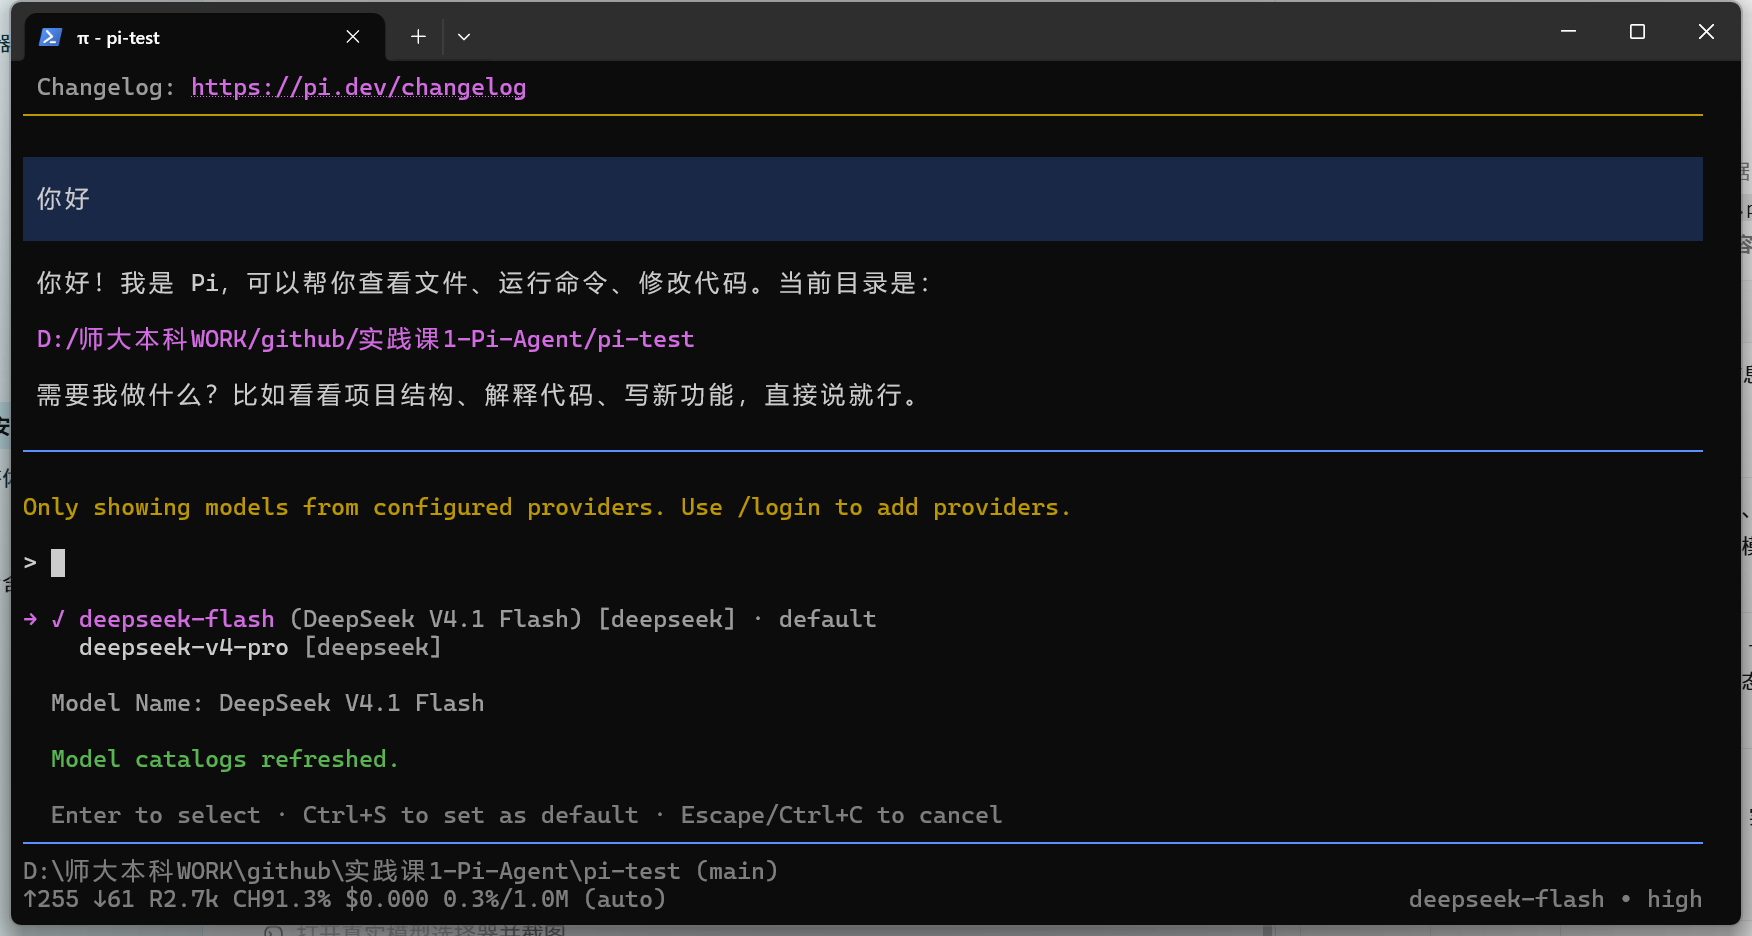 π - pi-test
Changelog: https://pi.dev/changelog
你好
你好！我是 Pi，可以帮你查看文件、运行命令、修改代码。当前目录是：
D:/师大本科WORK/github/实践课1-Pi-Agent/pi-test
需要我做什么？比如看看项目结构、解释代码、写新功能，直接说就行。
Only showing models from configured providers. Use /login to add providers.
>
→ √ deepseek-flash (DeepSeek V4.1 Flash) [deepseek] · default
deepseek-v4-pro [deepseek]
Model Name: DeepSeek V4.1 Flash
Model catalogs refreshed.
Enter to select · Ctrl+S to set as default · Escape/Ctrl+C to cancel
D:\师大本科WORK\github\实践课1-Pi-Agent\pi-test (main)
↑255 ↓61 R2.7k CH91.3% $0.000 0.3%/1.0M (auto) deepseek-flash • high